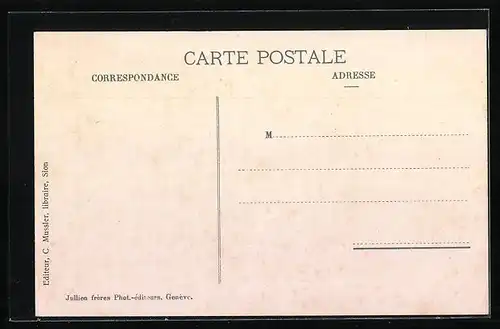 CARTE POSTALE
CORRESPONDANCE
ADRESSE
M
Editeur, C. Mussler, libraire, Sion
Jullien frères Phot.-éditeurs, Genève.